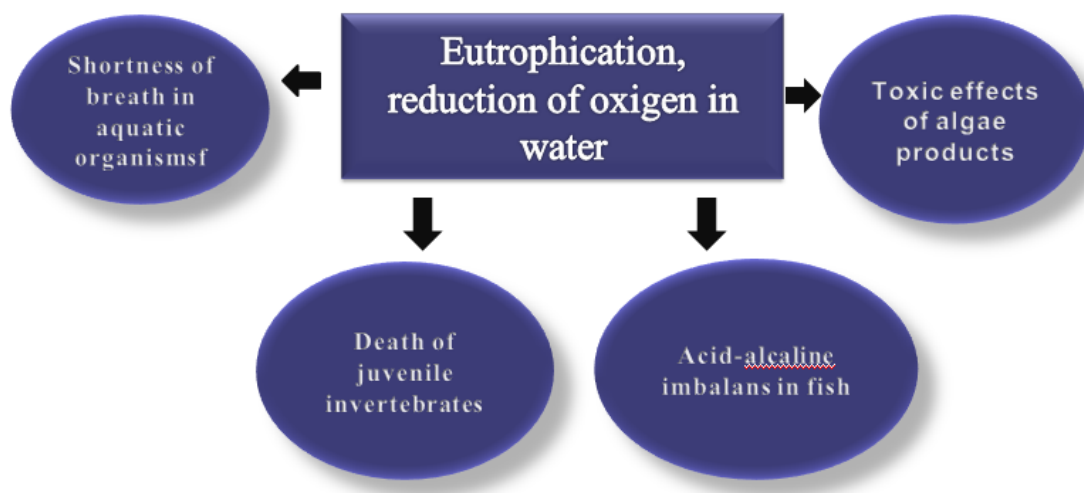 Eutrophication,
reduction of oxigen in
water
Shortness of
breath in
aquatic
organismsf
Toxic effects
of algae
products
Death of
juvenile
invertebrates
Acid-alcaline
imbalans in fish